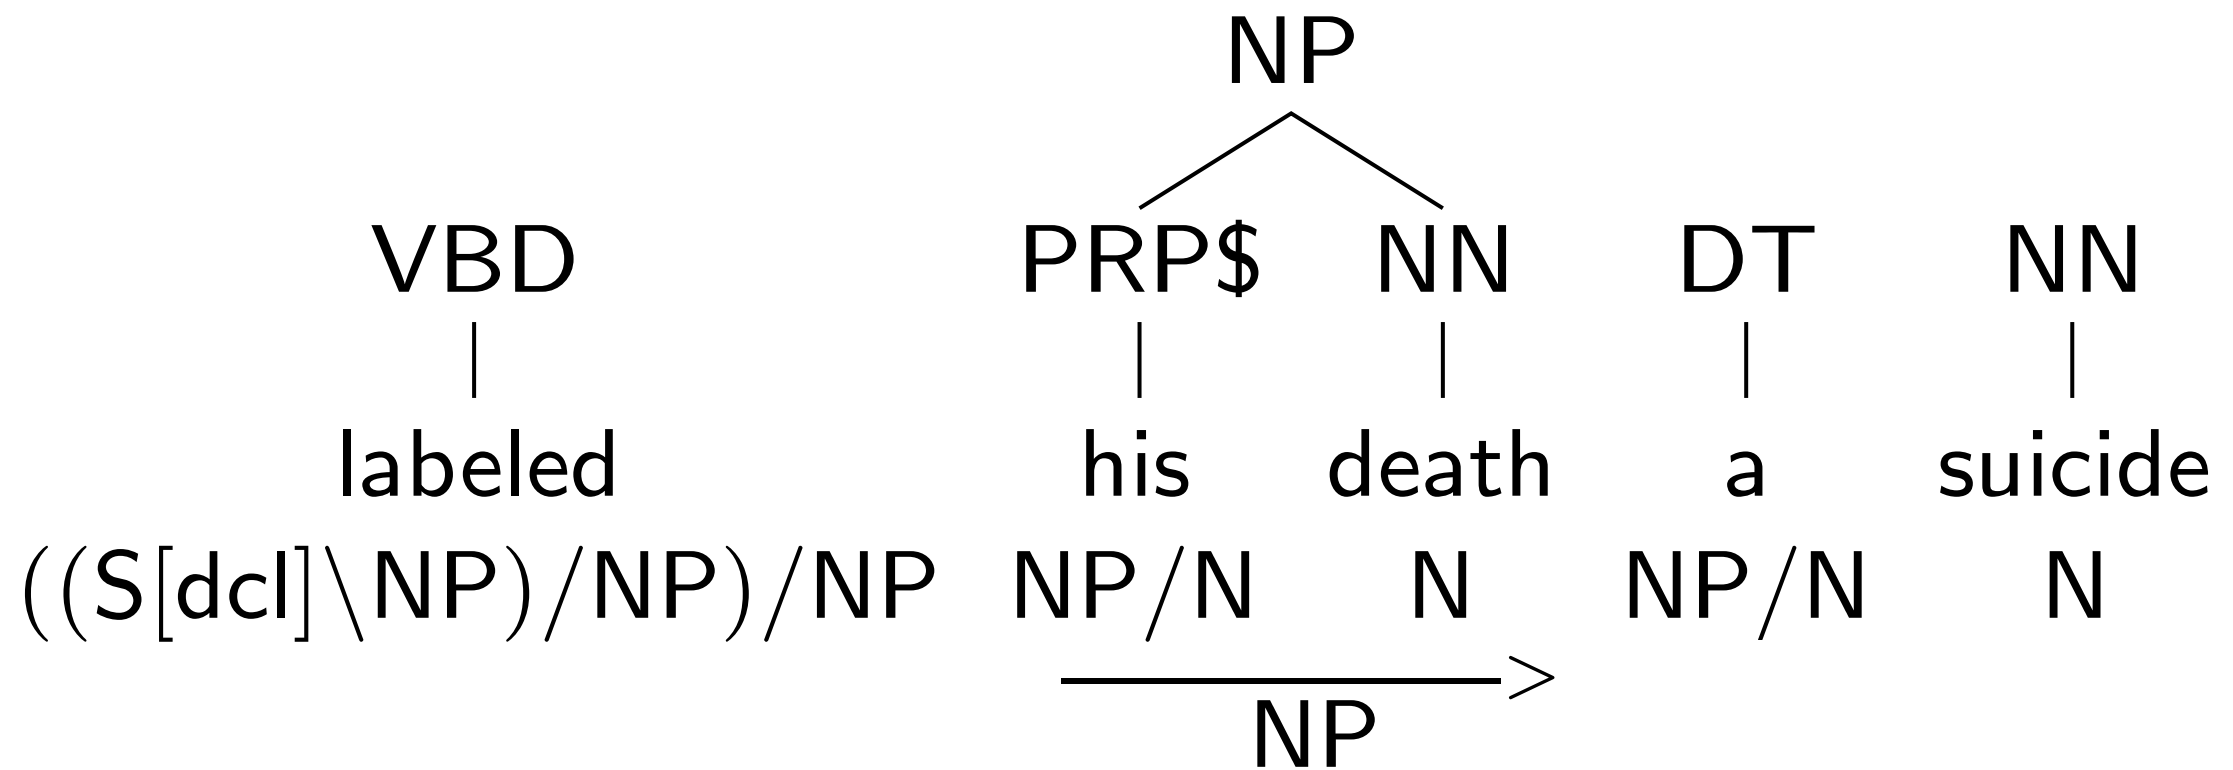 NP
VBD PRP$ NN DT NN
labeled his death a suicide
((S[dcl]\NP)/NP)/NP NP/N N NP/N N
>
NP